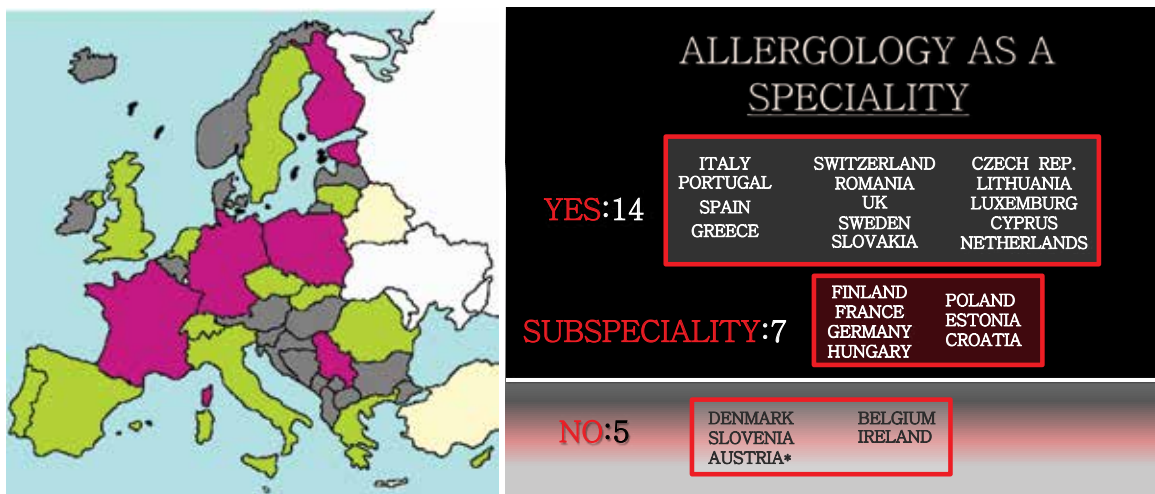 ALLERGOLOGY AS A
SPECIALITY
YES:14
ITALY
PORTUGAL
SPAIN
GREECE
SWITZERLAND
ROMANIA
UK
SWEDEN
SLOVAKIA
CZECH REP.
LITHUANIA
LUXEMBURG
CYPRUS
NETHERLANDS
SUBSPECIALITY:7
FINLAND
FRANCE
GERMANY
HUNGARY
POLAND
ESTONIA
CROATIA
NO:5
DENMARK
SLOVENIA
AUSTRIA*
BELGIUM
IRELAND